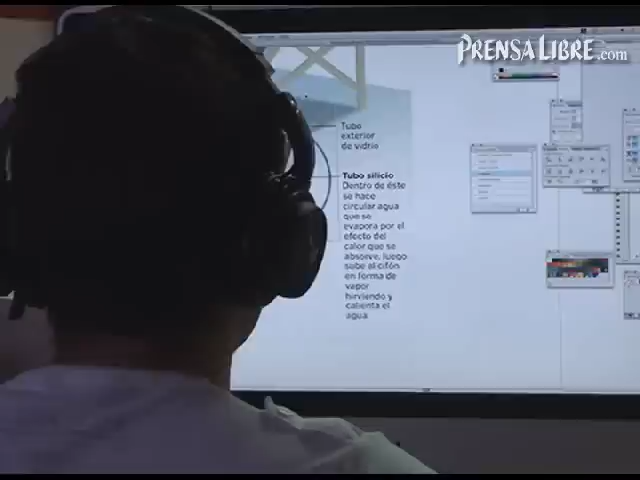 PRENSA LIBRE.com
Tubo
exterior
de vidrio
Tubo silicio
Dentro de éste
se hace
circular agua
que se
evapora por el
efecto del
calor que se
absorve, luego
sube al cifón
en forma de
vapor
hirviendo y
calienta el
agua